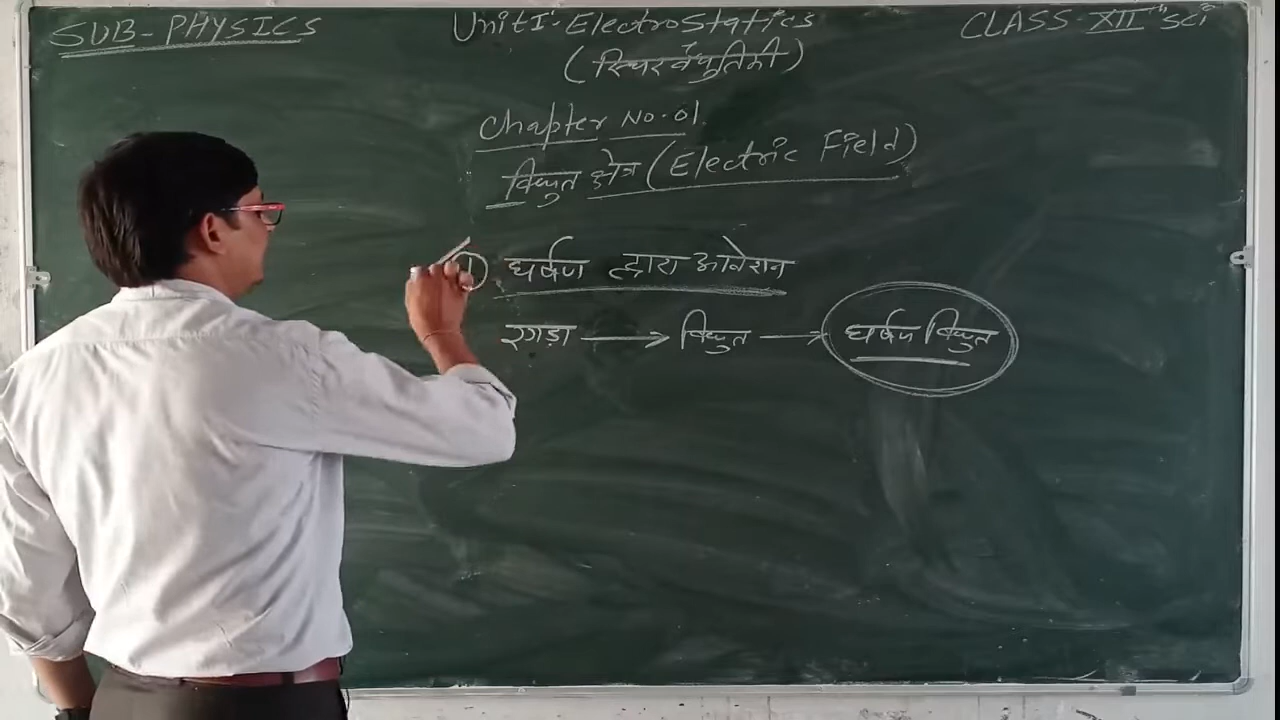 SUB- PHYSICS
Unit I - ElectroStatics
CLASS- XIIth sci
(स्थिरवैद्युतिकी)
Chapter No. 01.
विद्युत क्षेत्र (Electric Field)
1 घर्षण द्वारा आवेशन
रगड़ा → विद्युत → घर्षण विद्युत